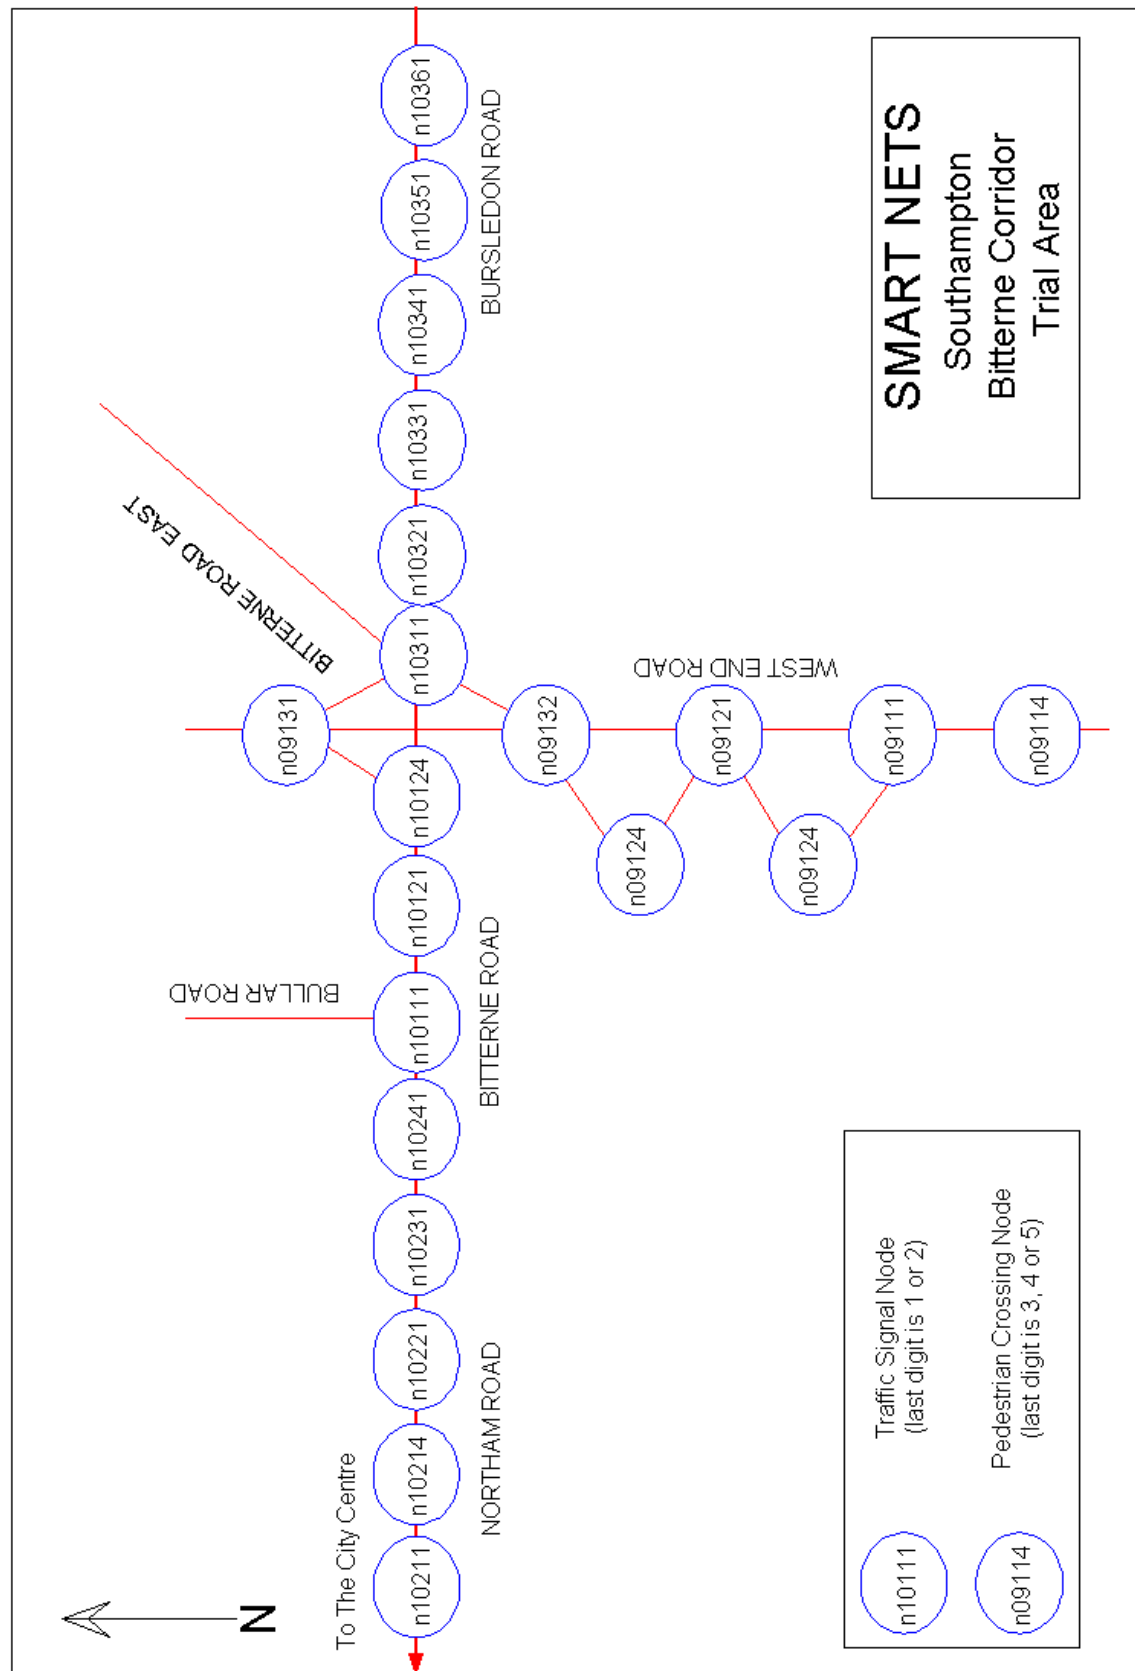 N
To The City Centre
BULLAR ROAD
BITTERNE ROAD EAST
n09131
n10211
n10214
n10221
n10231
n10241
n10111
n10121
n10124
n10311
n10321
n10331
n10341
n10351
n10361
NORTHAM ROAD
BITTERNE ROAD
BURSLEDON ROAD
n09132
WEST END ROAD
n09124
n09121
n09124
n09111
n09114
n10111
Traffic Signal Node
(last digit is 1 or 2)
n09114
Pedestrian Crossing Node
(last digit is 3, 4 or 5)
SMART NETS
Southampton
Bitterne Corridor
Trial Area